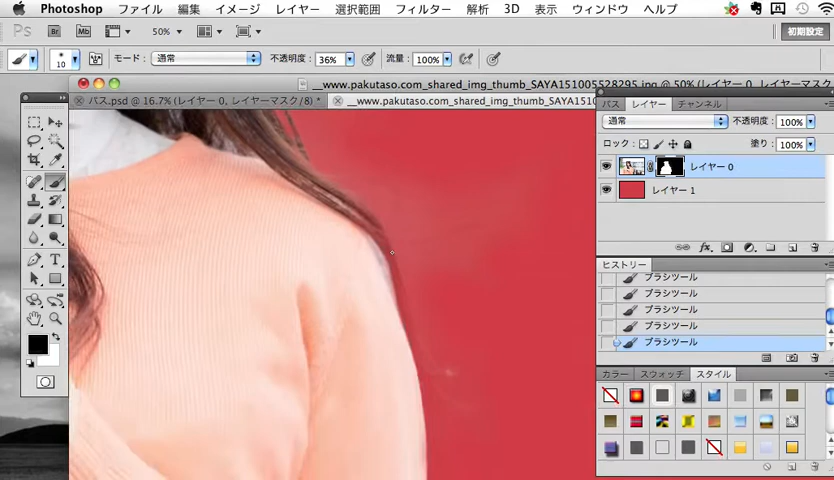 Photoshop ファイル 編集 イメージ レイヤー 選択範囲 フィルター 解析 3D 表示 ウィンドウ ヘルプ
Ps Br Mb 50% 初期設定
10 モード: 通常 不透明度: 36% 流量: 100%
__www.pakutaso.com_shared_img_thumb_SAYA151005528295.jpg @ 50% (レイヤー 0, レイヤーマスク
パス.psd @ 16.7% (レイヤー 0, レイヤーマスク/8) *
__www.pakutaso.com_shared_img_thumb_SAYA1510
パス レイヤー チャンネル
通常 不透明度: 100%
ロック: 塗り: 100%
レイヤー 0
レイヤー 1
fx
ヒストリー
ブラシツール
ブラシツール
ブラシツール
ブラシツール
ブラシツール
カラー スウォッチ スタイル